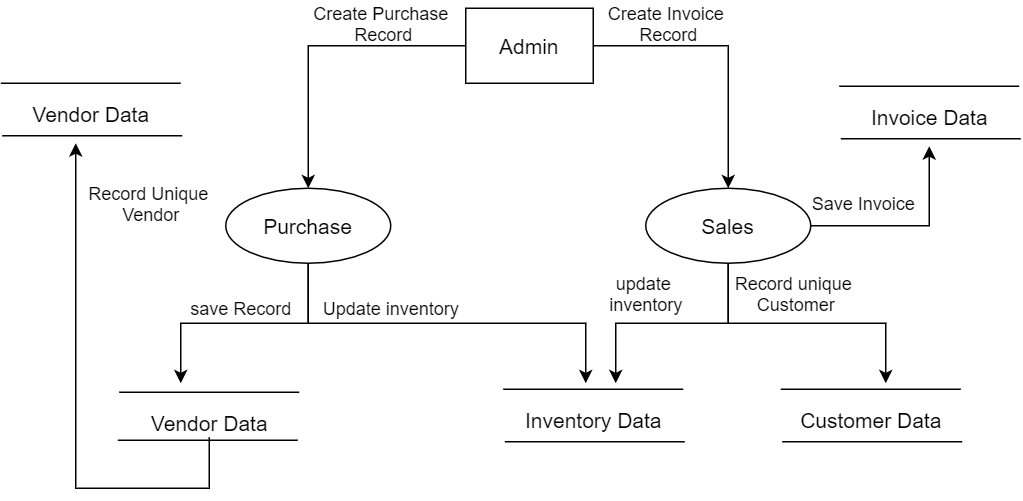 Create Purchase
Record
Admin
Create Invoice
Record
Vendor Data
Invoice Data
Record Unique
Vendor
Save Invoice
Purchase
Sales
save Record
Update inventory
update
inventory
Record unique
Customer
Vendor Data
Inventory Data
Customer Data